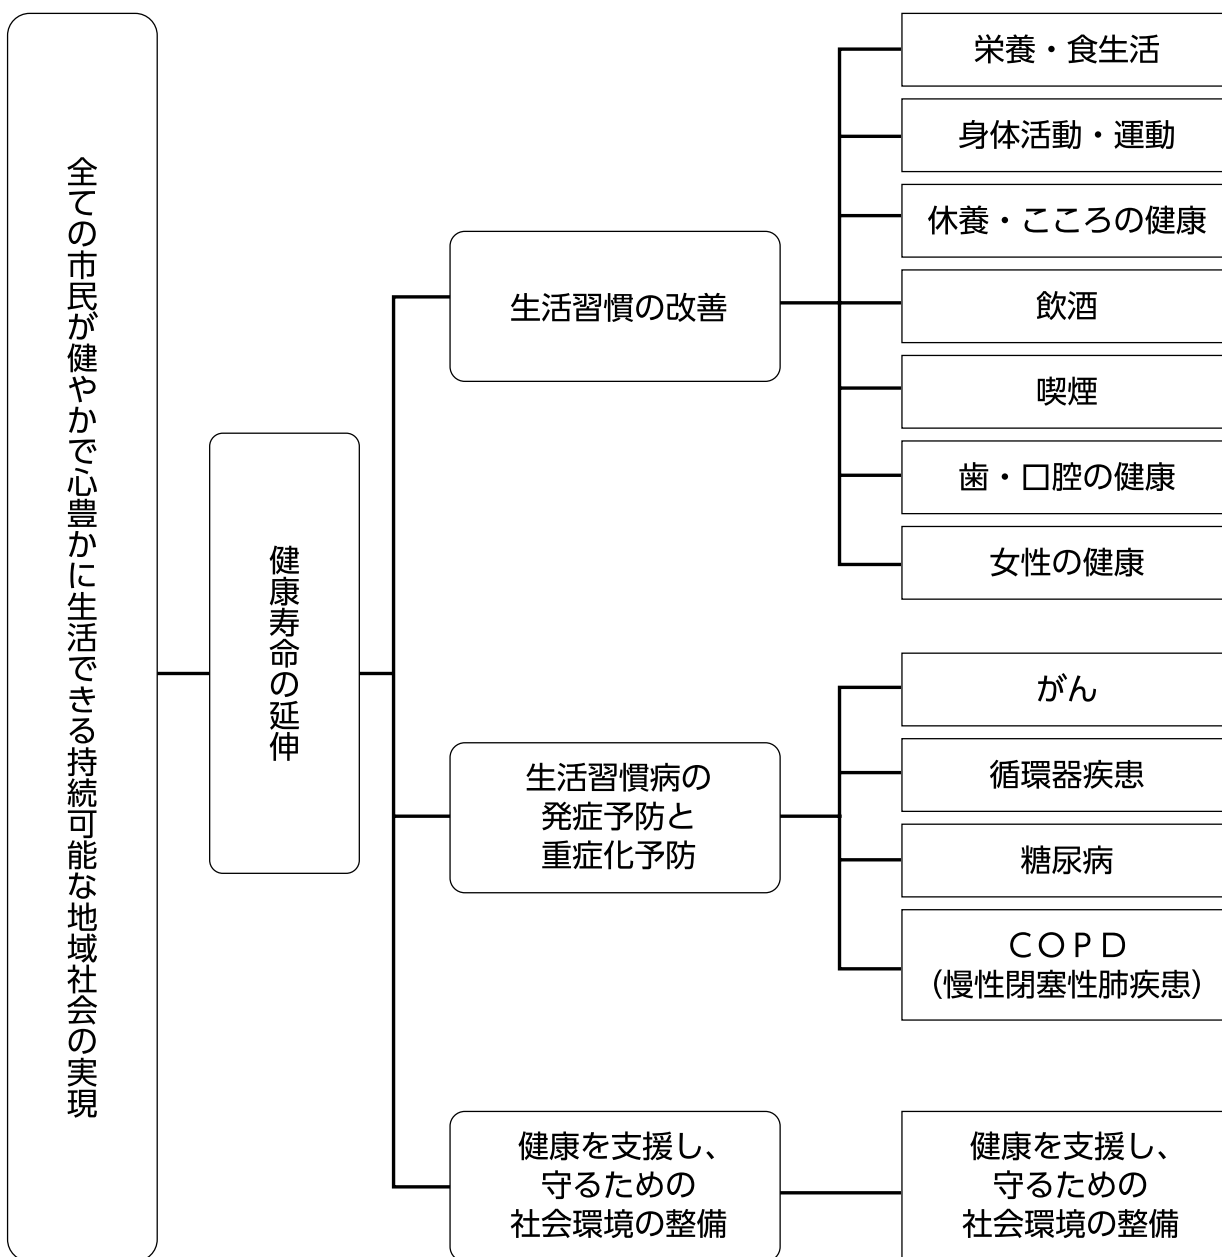 全ての市民が健やかで心豊かに生活できる持続可能な地域社会の実現
健康寿命の延伸
生活習慣の改善
栄養・食生活
身体活動・運動
休養・こころの健康
飲酒
喫煙
歯・口腔の健康
女性の健康
生活習慣病の
発症予防と
重症化予防
がん
循環器疾患
糖尿病
ＣＯＰＤ
（慢性閉塞性肺疾患）
健康を支援し、
守るための
社会環境の整備
健康を支援し、
守るための
社会環境の整備